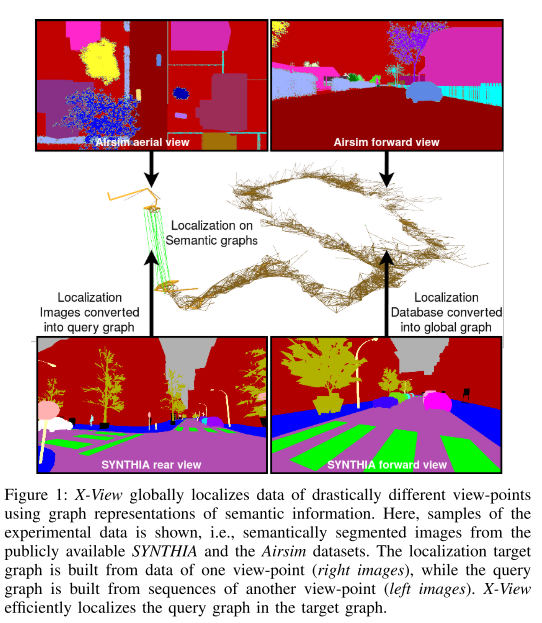 Airsim aerial view
Airsim forward view
Localization on
Semantic graphs
Localization
Images converted
into query graph
Localization
Database converted
into global graph
SYNTHIA rear view
SYNTHIA forward view
Figure 1: X-View globally localizes data of drastically different view-points
using graph representations of semantic information. Here, samples of the
experimental data is shown, i.e., semantically segmented images from the
publicly available SYNTHIA and the Airsim datasets. The localization target
graph is built from data of one view-point (right images), while the query
graph is built from sequences of another view-point (left images). X-View
efficiently localizes the query graph in the target graph.